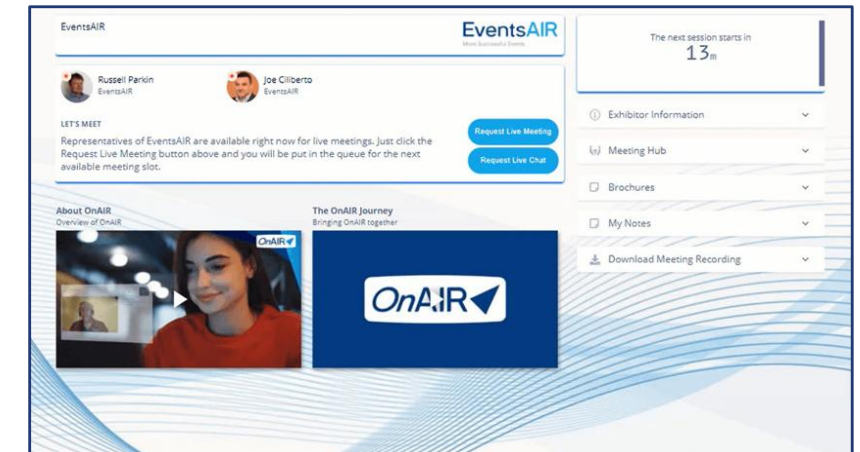 EventsAIR
EventsAIR
More Successful Events
Russell Parkin
EventsAIR
Joe Ciliberto
EventsAIR
LET'S MEET
Representatives of EventsAIR are available right now for live meetings. Just click the
Request Live Meeting button above and you will be put in the queue for the next
available meeting slot.
Request Live Meeting
Request Live Chat
About OnAIR
Overview of OnAIR
OnAIR
The OnAIR Journey
Bringing OnAIR together
OnAIR
The next session starts in
13m
Exhibitor Information
Meeting Hub
Brochures
My Notes
Download Meeting Recording